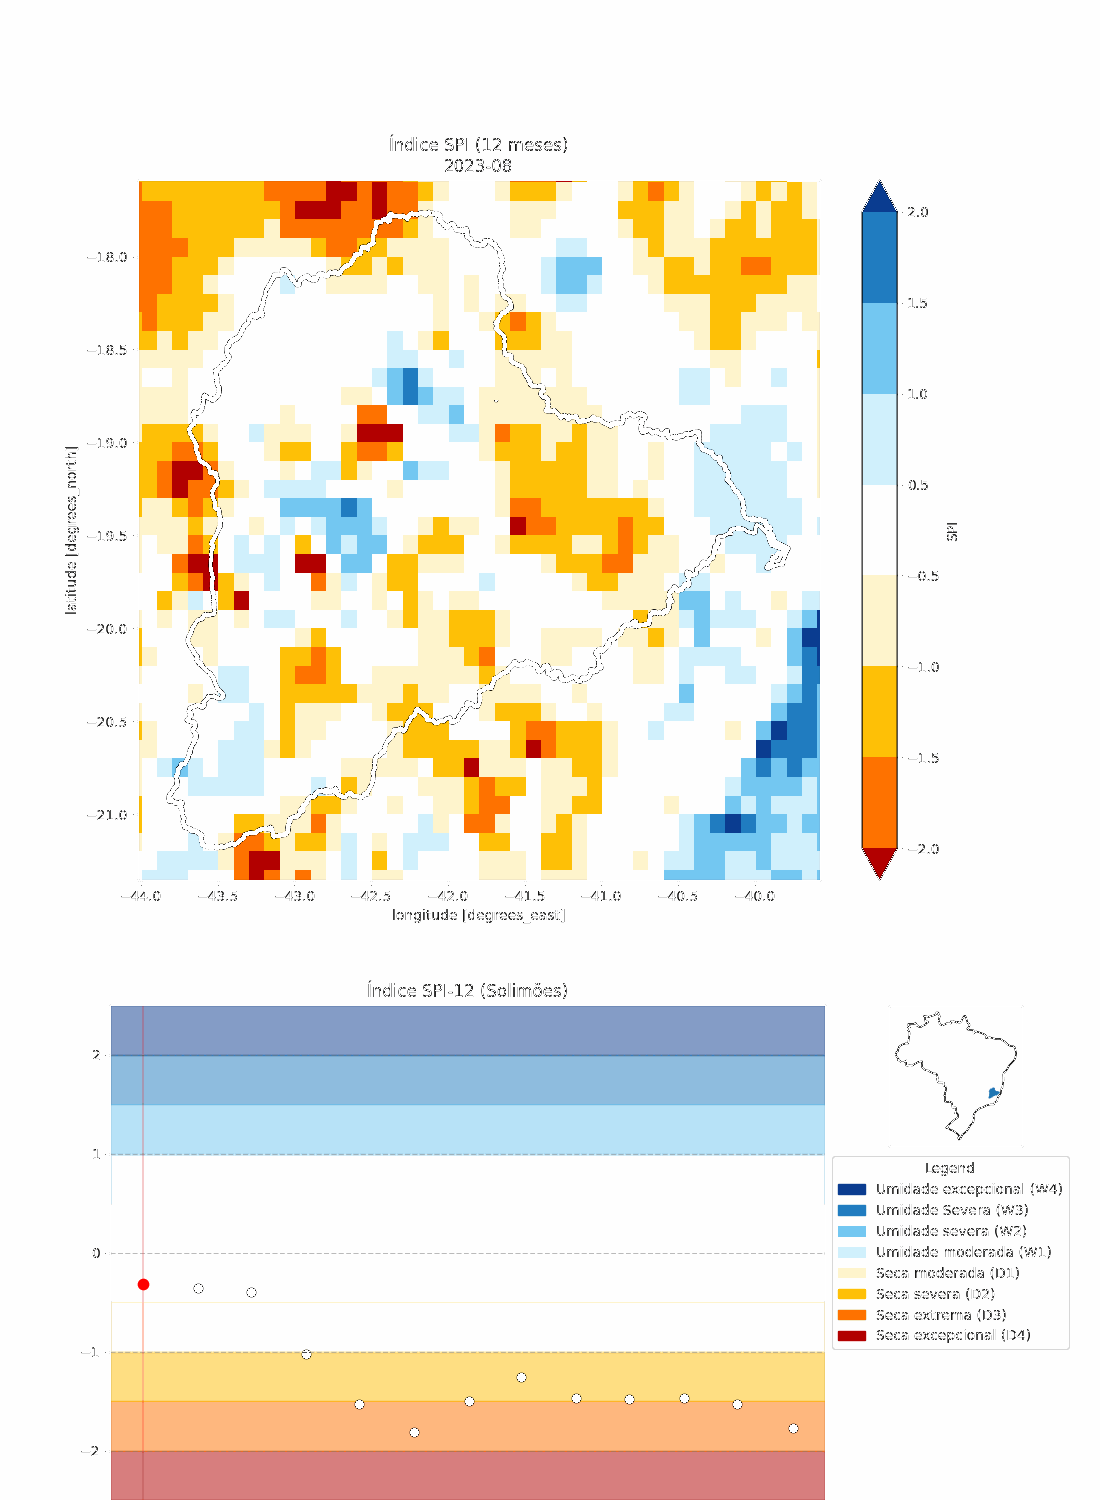 Índice SPI (12 meses)
2023-08
−18.0
−18.5
−19.0
−19.5
−20.0
−20.5
−21.0
latitude [degrees_north]
−44.0 −43.5 −43.0 −42.5 −42.0 −41.5 −41.0 −40.5 −40.0
longitude [degrees_east]
2.0
1.5
1.0
0.5
−0.5
−1.0
−1.5
−2.0
SPI
Índice SPI-12 (Solimões)
2
1
0
−1
−2
Legend
Umidade excepcional (W4)
Umidade Severa (W3)
Umidade severa (W2)
Umidade moderada (W1)
Seca moderada (D1)
Seca severa (D2)
Seca extrema (D3)
Seca excepcional (D4)